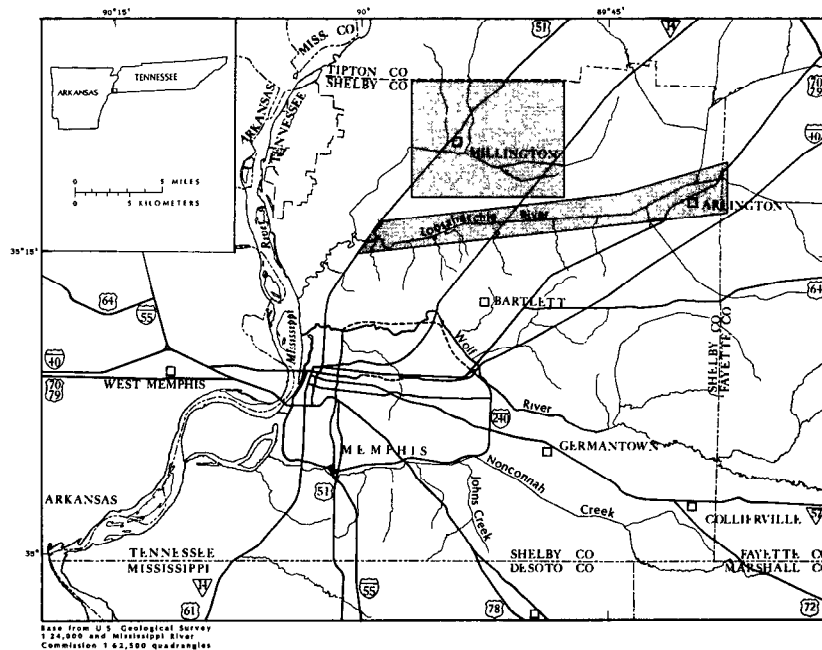 90°15'
90°
89°45'
51
14
70
79
40
MISS. CO
ARKANSAS
TENNESSEE
TIPTON CO
SHELBY CO
ARKANSAS
TENNESSEE
0 5 MILES
0 5 KILOMETERS
MILLINGTON
ARLINGTON
Loosahatchie River
River
35°15'
64
55
Mississippi
BARTLETT
64
Wolf
SHELBY CO
FAYETTE CO
40
70
79
WEST MEMPHIS
River
240
MEMPHIS
GERMANTOWN
51
Nonconnah
Creek
Johns Creek
ARKANSAS
COLLIERVILLE
35°
TENNESSEE
MISSISSIPPI
SHELBY CO
DESOTO CO
FAYETTE CO
MARSHALL CO
14
61
55
78
72
Base from U S Geological Survey
1 24,000 and Mississippi River
Commission 1 62,500 quadrangles